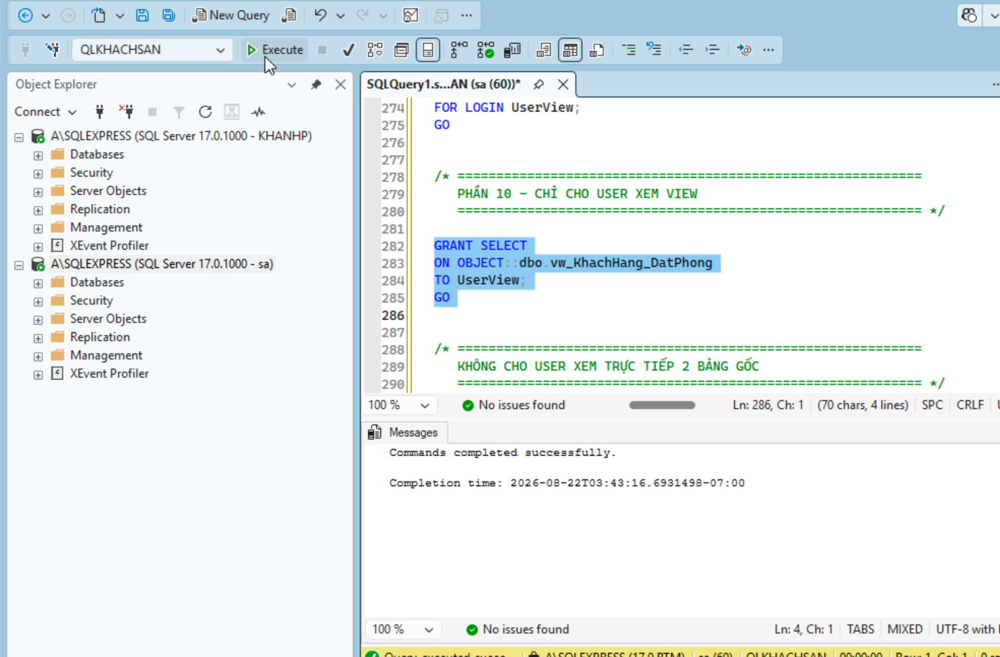 New Query
QLKHACHSAN
Execute
Object Explorer
Connect
A\SQLEXPRESS (SQL Server 17.0.1000 - KHANHP)
Databases
Security
Server Objects
Replication
Management
XEvent Profiler
A\SQLEXPRESS (SQL Server 17.0.1000 - sa)
Databases
Security
Server Objects
Replication
Management
XEvent Profiler
SQLQuery1.s...AN (sa (60))*
274 FOR LOGIN UserView;
275 GO
276
277
278 /* ============================================================
279 PHẦN 10 - CHỈ CHO USER XEM VIEW
280 ============================================================ */
281
282 GRANT SELECT
283 ON OBJECT::dbo.vw_KhachHang_DatPhong
284 TO UserView;
285 GO
286
287
288 /* ============================================================
289 KHÔNG CHO USER XEM TRỰC TIẾP 2 BẢNG GỐC
290 ============================================================ */
100 % No issues found Ln: 286, Ch: 1 (70 chars, 4 lines) SPC CRLF
Messages
Commands completed successfully.
Completion time: 2026-08-22T03:43:16.6931498-07:00
100 % No issues found Ln: 4, Ch: 1 TABS MIXED UTF-8 with
Query executed A\SQLEXPRESS (17.0 RTM) sa (60) QLKHACHSAN 00:00:00 Row: 1, Col: 1